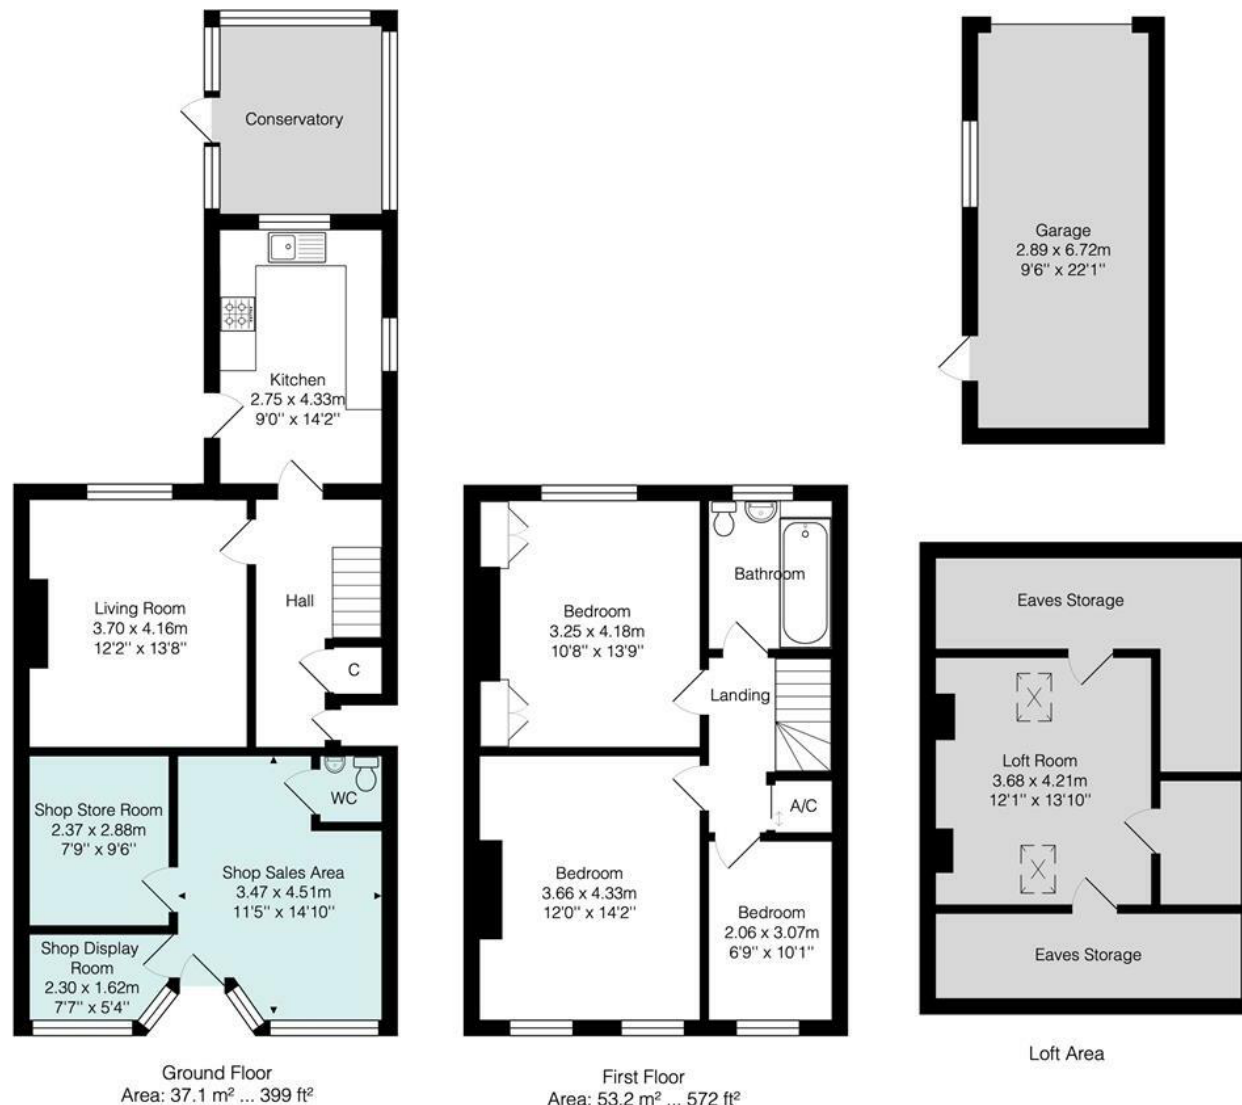 Conservatory
Kitchen
2.75 x 4.33m
9'0'' x 14'2''
Living Room
3.70 x 4.16m
12'2'' x 13'8''
Hall
C
Shop Store Room
2.37 x 2.88m
7'9'' x 9'6''
WC
Shop Sales Area
3.47 x 4.51m
11'5'' x 14'10''
Shop Display
Room
2.30 x 1.62m
7'7'' x 5'4''
Ground Floor
Area: 37.1 m² ... 399 ft²
Bedroom
3.25 x 4.18m
10'8'' x 13'9''
Bathroom
Landing
A/C
Bedroom
3.66 x 4.33m
12'0'' x 14'2''
Bedroom
2.06 x 3.07m
6'9'' x 10'1''
First Floor
Area: 53.2 m² ... 572 ft²
Garage
2.89 x 6.72m
9'6'' x 22'1''
Eaves Storage
Loft Room
3.68 x 4.21m
12'1'' x 13'10''
Eaves Storage
Loft Area